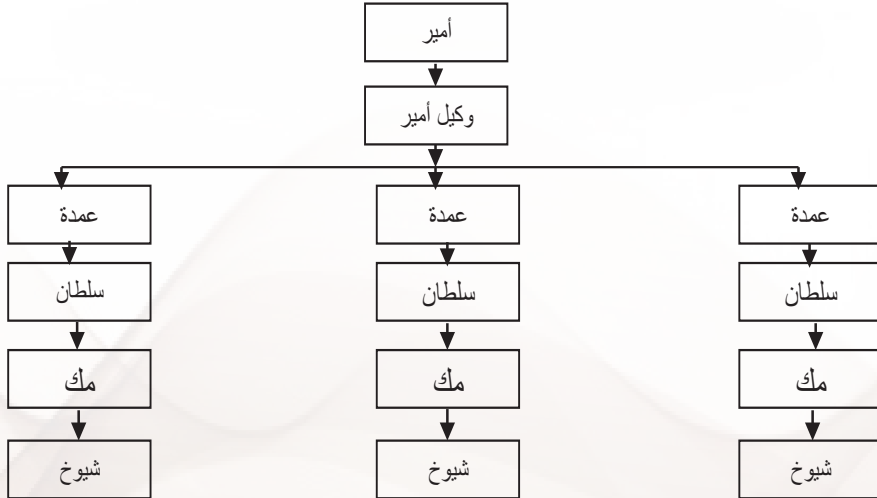 أمير
وكيل أمير
عمدة
عمدة
عمدة
سلطان
سلطان
سلطان
مك
مك
مك
شيوخ
شيوخ
شيوخ